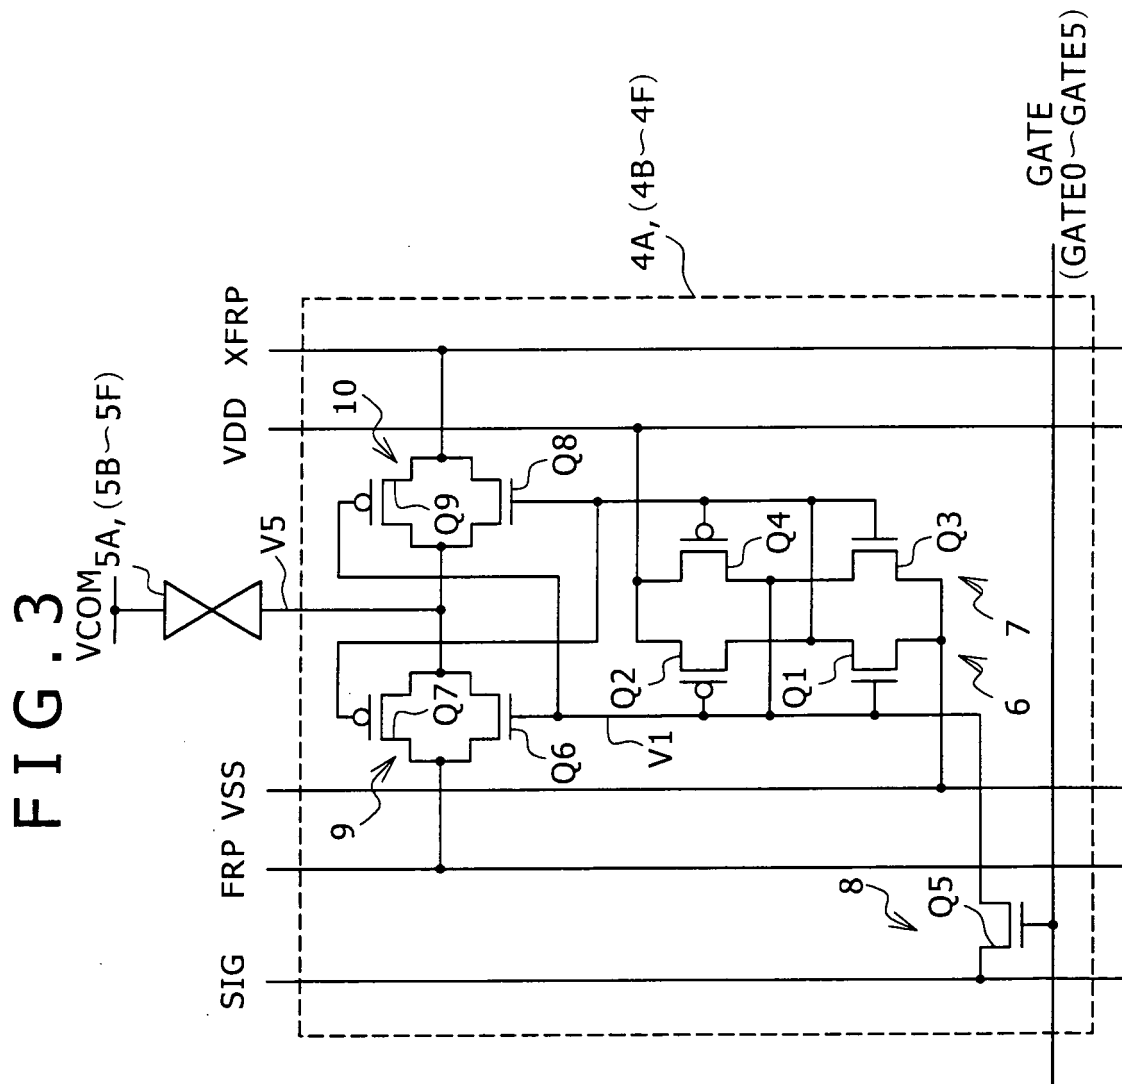 FIG.3
VCOM
5A,(5B~5F)
V5
SIG
FRP
VSS
VDD
XFRP
9
10
Q7
Q9
Q6
Q8
V1
Q2
Q4
Q1
Q3
6
7
8
Q5
4A,(4B~4F)
GATE
(GATE0~GATE5)